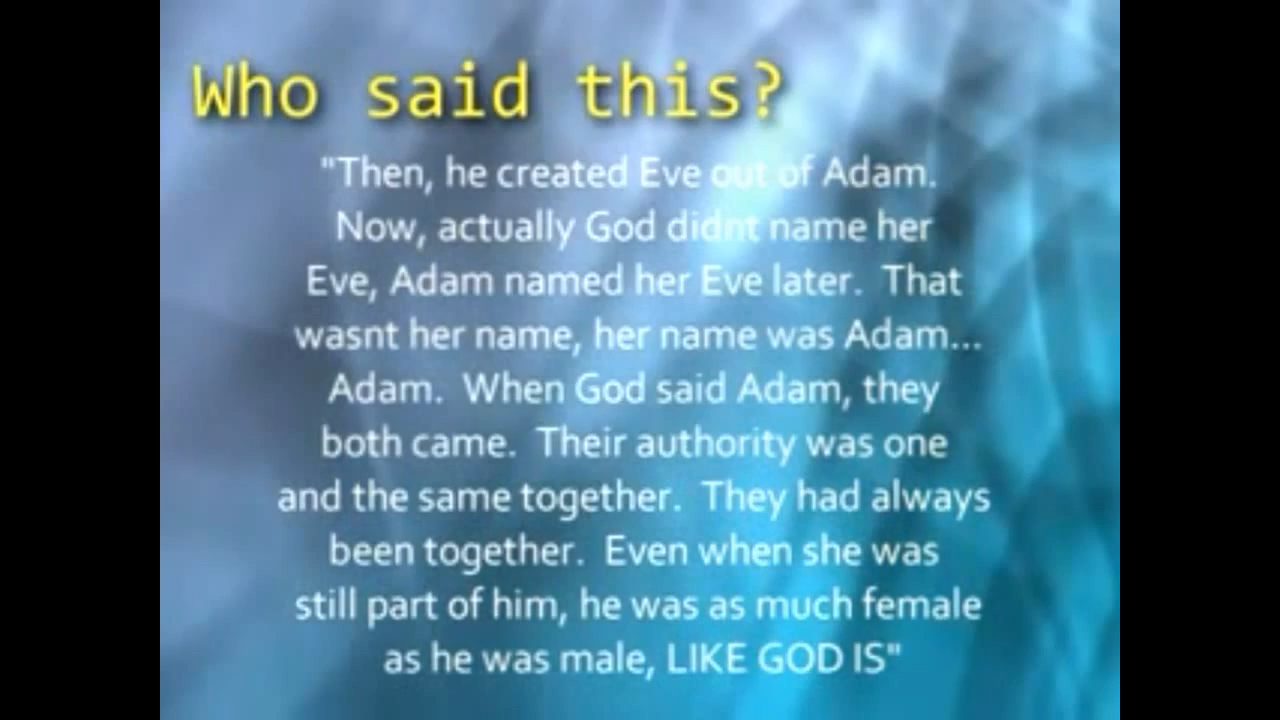 Who said this?
"Then, he created Eve out of Adam.
Now, actually God didnt name her
Eve, Adam named her Eve later.  That
wasnt her name, her name was Adam...
Adam.  When God said Adam, they
both came.  Their authority was one
and the same together.  They had always
been together.  Even when she was
still part of him, he was as much female
as he was male, LIKE GOD IS"